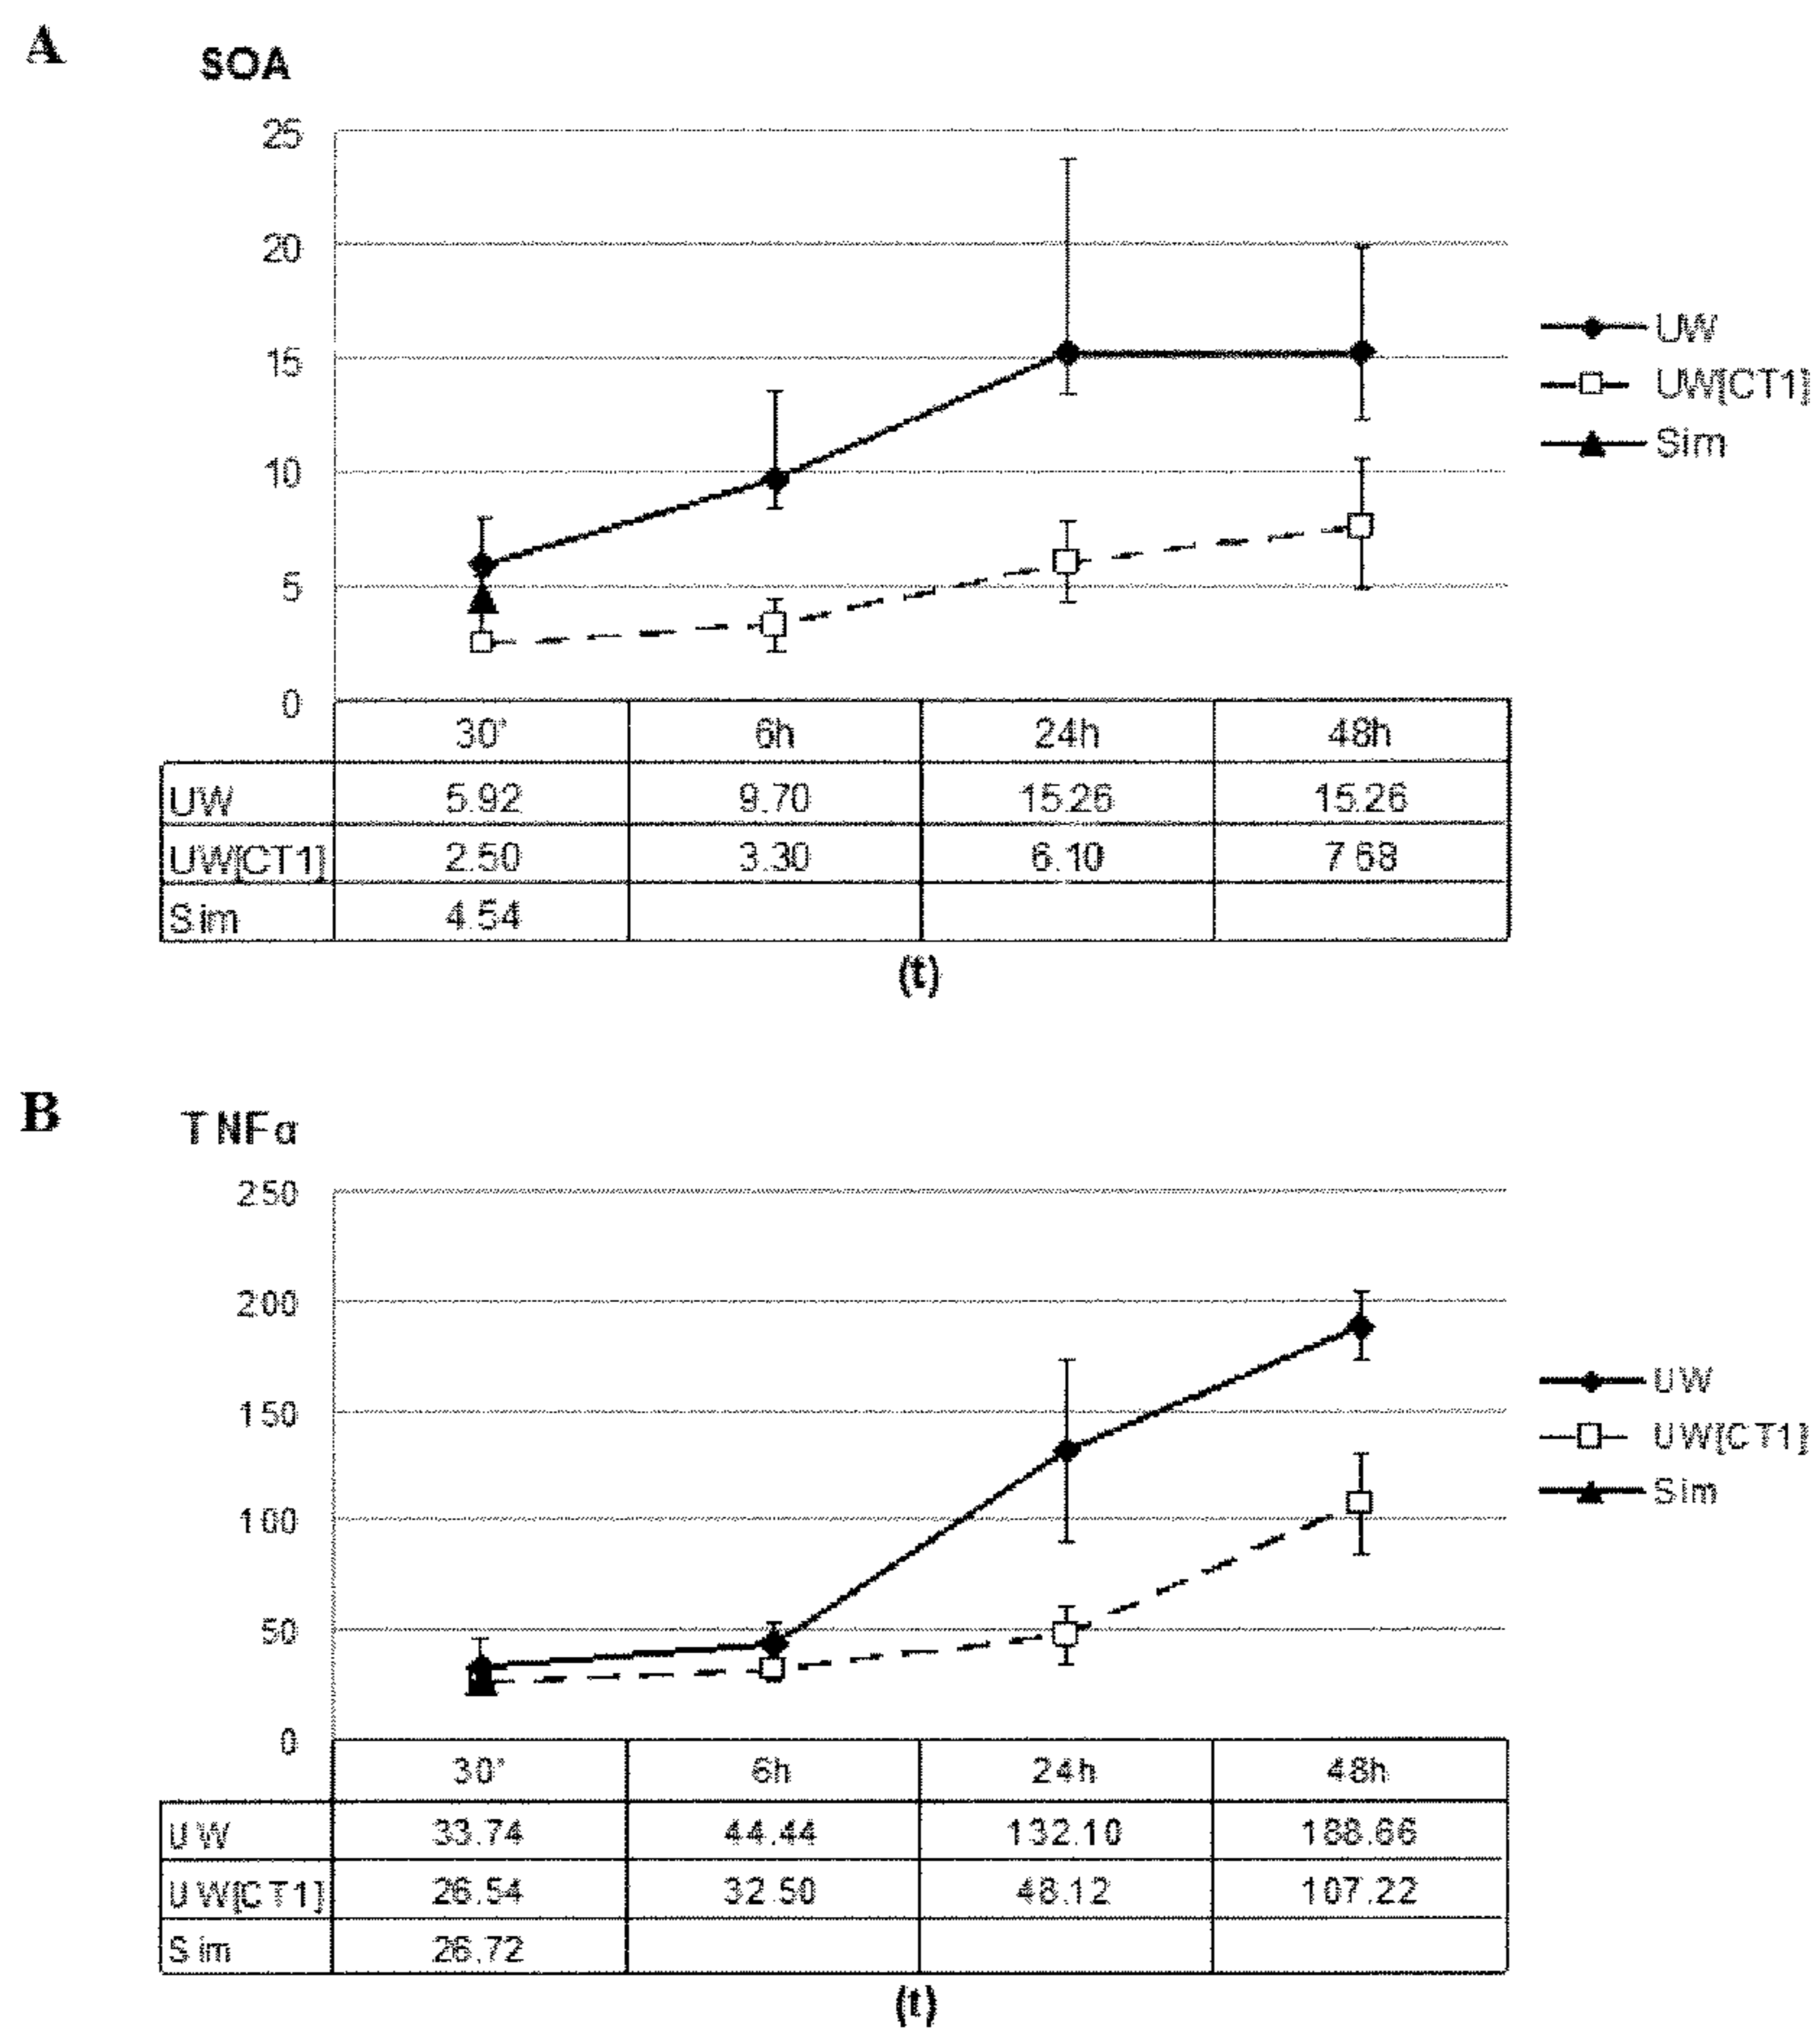 A
SOA
25
20
15
10
5
0
UW
UW[CT1]
Sim
30' 6h 24h 48h
UW 5.92 9.70 15.26 15.26
UW[CT1] 2.50 3.30 6.10 7.68
Sim 4.54
(t)
B
TNFα
250
200
150
100
50
0
UW
UW[CT1]
Sim
30' 6h 24h 48h
UW 33.74 44.44 132.10 188.66
UW[CT1] 26.54 32.50 48.12 107.22
Sim 26.72
(t)